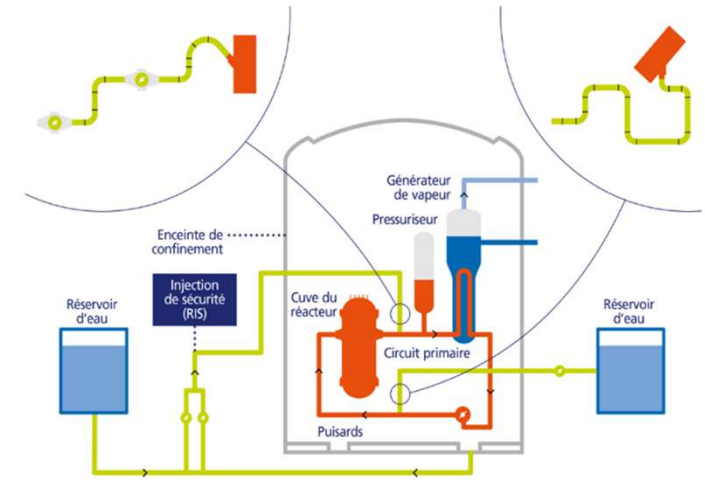 Générateur
de vapeur
Pressuriseur
Enceinte de
confinement
Injection
de sécurité
(RIS)
Cuve du
réacteur
Réservoir
d'eau
Réservoir
d'eau
Circuit primaire
Puisards